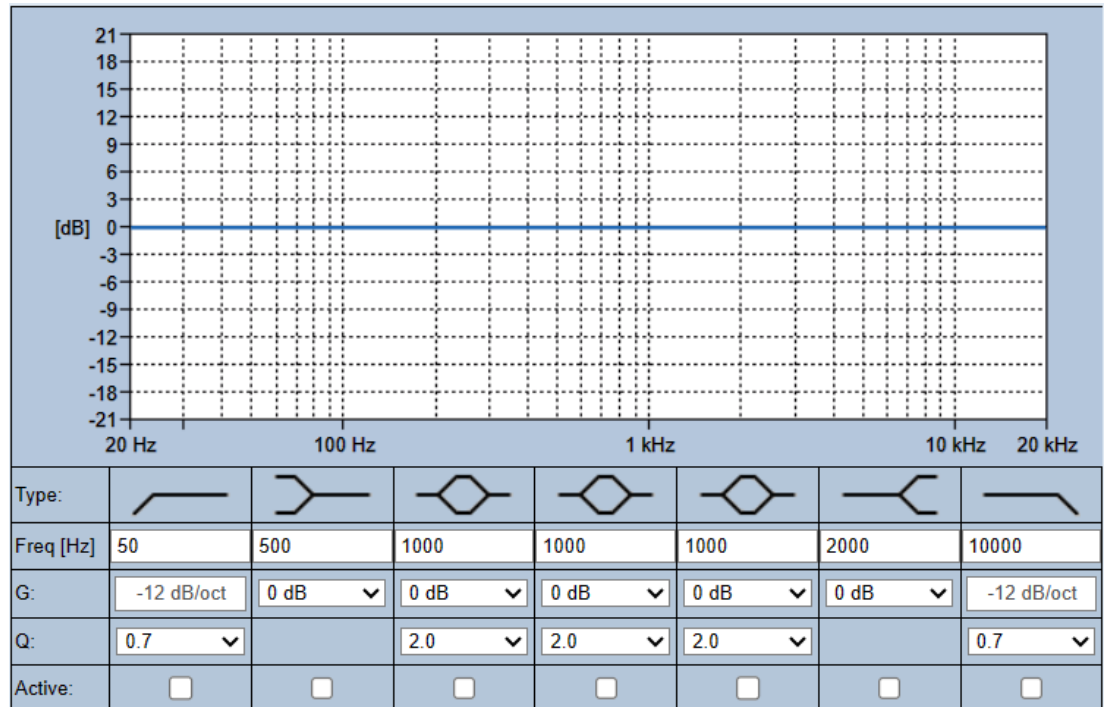 21
18
15
12
9
6
3
[dB] 0
-3
-6
-9
-12
-15
-18
-21
20 Hz 100 Hz 1 kHz 10 kHz 20 kHz
Type:
Freq [Hz] 50 500 1000 1000 1000 2000 10000
G: -12 dB/oct 0 dB 0 dB 0 dB 0 dB 0 dB -12 dB/oct
Q: 0.7 2.0 2.0 2.0 0.7
Active: